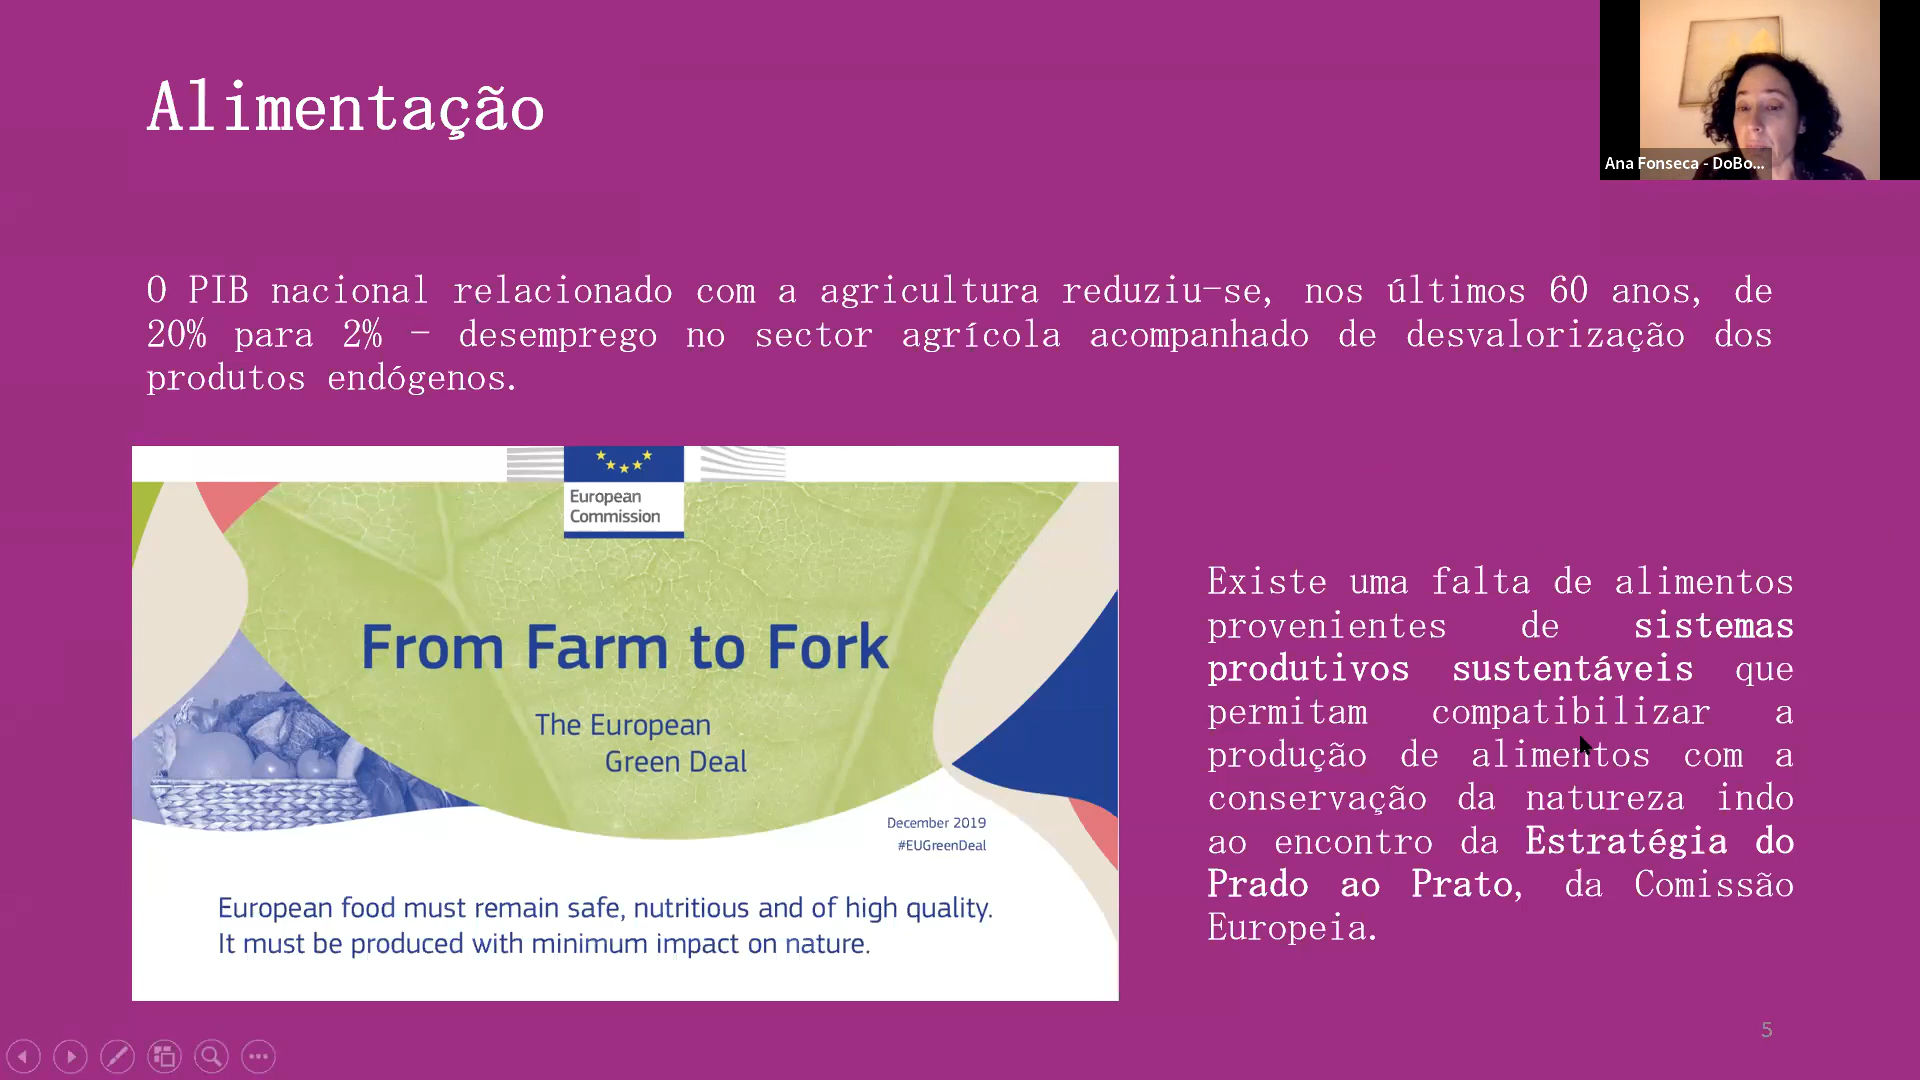 Alimentação
Ana Fonseca - DoBo...
O PIB nacional relacionado com a agricultura reduziu-se, nos últimos 60 anos, de
20% para 2% - desemprego no sector agrícola acompanhado de desvalorização dos
produtos endógenos.
European
Commission
From Farm to Fork
The European
Green Deal
December 2019
#EUGreenDeal
European food must remain safe, nutritious and of high quality.
It must be produced with minimum impact on nature.
Existe uma falta de alimentos
provenientes de sistemas
produtivos sustentáveis que
permitam compatibilizar a
produção de alimentos com a
conservação da natureza indo
ao encontro da Estratégia do
Prado ao Prato, da Comissão
Europeia.
5